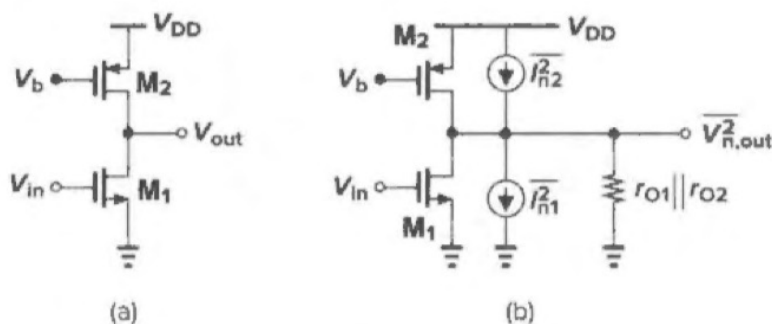 V_DD
V_b
M_2
V_out
V_in
M_1
(a)
M_2
V_DD
V_b
\overline{I_{n2}^2}
\overline{V_{n,out}^2}
V_in
\overline{I_{n1}^2}
r_{O1}||r_{O2}
M_1
(b)